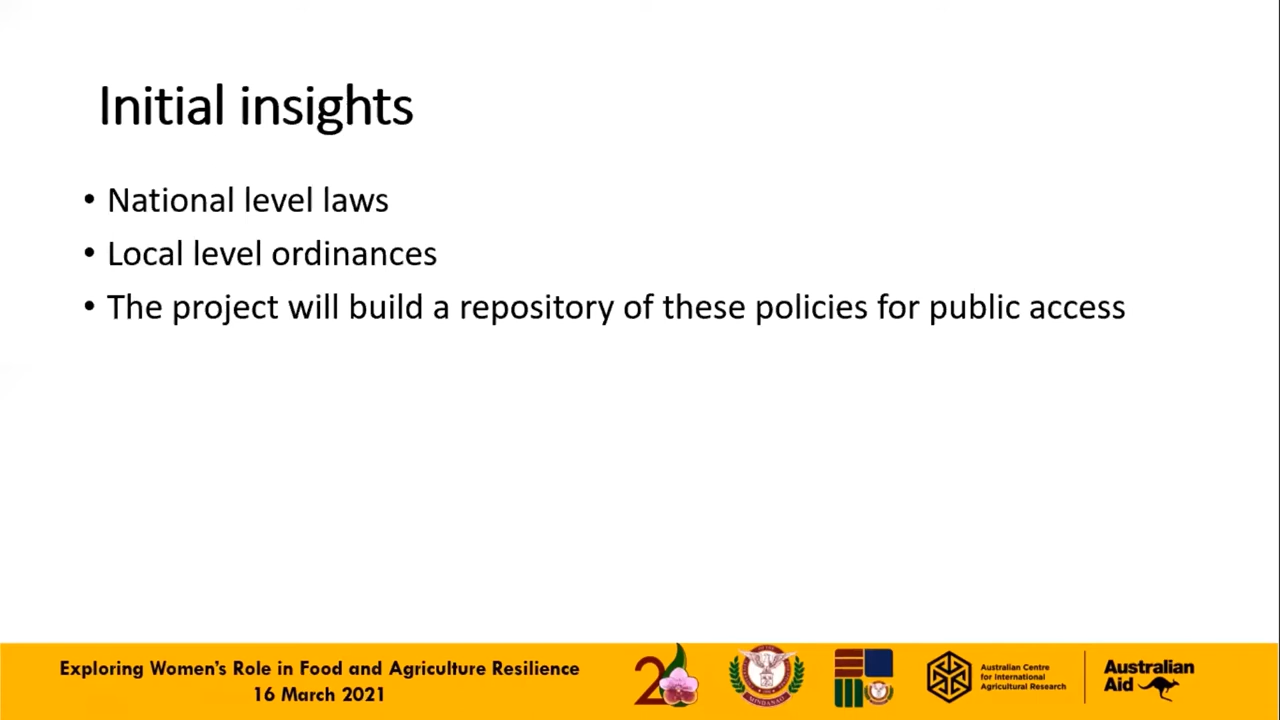 Initial insights
• National level laws
• Local level ordinances
• The project will build a repository of these policies for public access
Exploring Women's Role in Food and Agriculture Resilience
16 March 2021
MINDANAO
Australian Centre
for International
Agricultural Research
Australian
Aid